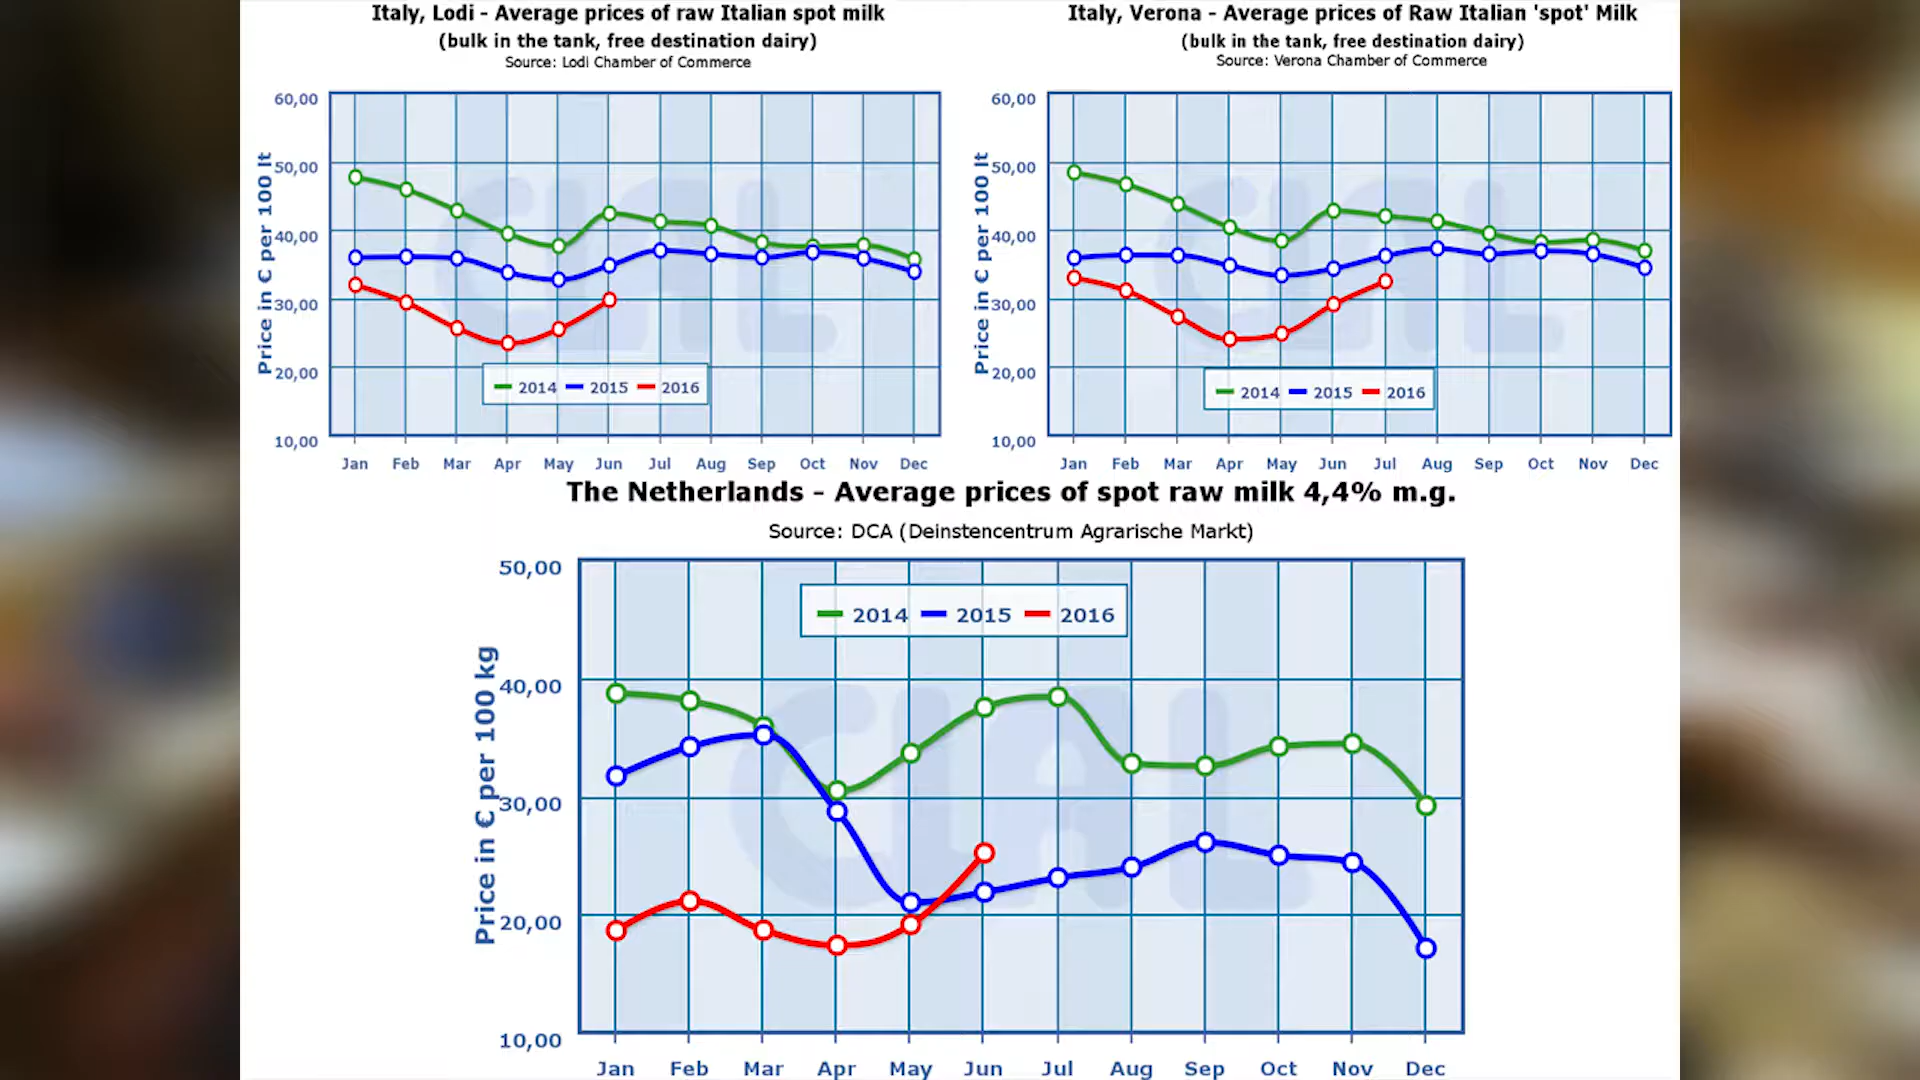 Italy, Lodi - Average prices of raw Italian spot milk
(bulk in the tank, free destination dairy)
Source: Lodi Chamber of Commerce
Price in € per 100 lt
60,00
50,00
40,00
30,00
20,00
10,00
CLAL
2014 2015 2016
Jan Feb Mar Apr May Jun Jul Aug Sep Oct Nov Dec
Italy, Verona - Average prices of Raw Italian 'spot' Milk
(bulk in the tank, free destination dairy)
Source: Verona Chamber of Commerce
Price in € per 100 lt
60,00
50,00
40,00
30,00
20,00
10,00
CLAL
2014 2015 2016
Jan Feb Mar Apr May Jun Jul Aug Sep Oct Nov Dec
The Netherlands - Average prices of spot raw milk 4,4% m.g.
Source: DCA (Deinstencentrum Agrarische Markt)
Price in € per 100 kg
50,00
40,00
30,00
20,00
10,00
2014 2015 2016
CLAL
Jan Feb Mar Apr May Jun Jul Aug Sep Oct Nov Dec